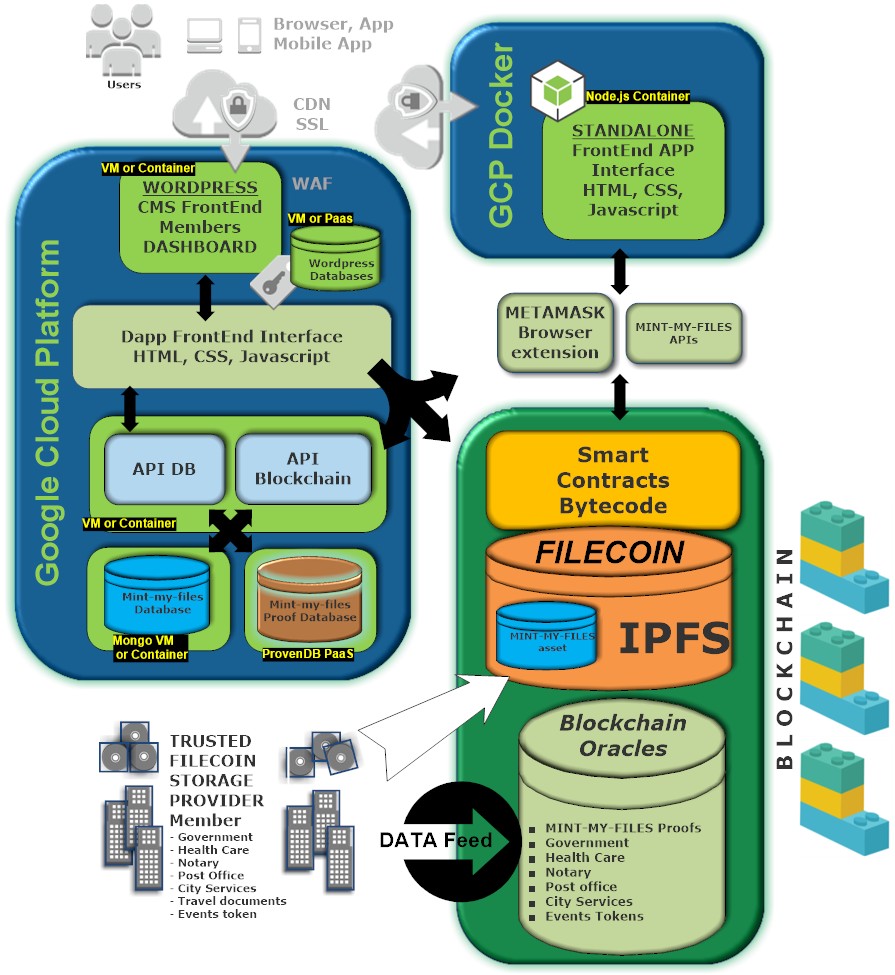 Browser, App
Mobile App
Users
CDN
SSL
GCP Docker
Node.js Container
STANDALONE
FrontEnd APP
Interface
HTML, CSS,
Javascript
Google Cloud Platform
VM or Container
WORDPRESS
CMS FrontEnd
Members
DASHBOARD
WAF
VM or Paas
Wordpress
Databases
Dapp FrontEnd Interface
HTML, CSS, Javascript
METAMASK
Browser
extension
MINT-MY-FILES
APIs
API DB
API
Blockchain
VM or Container
Mint-my-files
Database
Mongo VM
or Container
Mint-my-files
Proof Database
ProvenDB PaaS
Smart
Contracts
Bytecode
FILECOIN
MINT-MY-FILES
asset
IPFS
BLOCKCHAIN
TRUSTED
FILECOIN
STORAGE
PROVIDER
Member
- Government
- Health Care
- Notary
- Post Office
- City Services
- Travel documents
- Events token
DATA Feed
Blockchain
Oracles
MINT-MY-FILES Proofs
Government
Health Care
Notary
Post office
City Services
Events Tokens